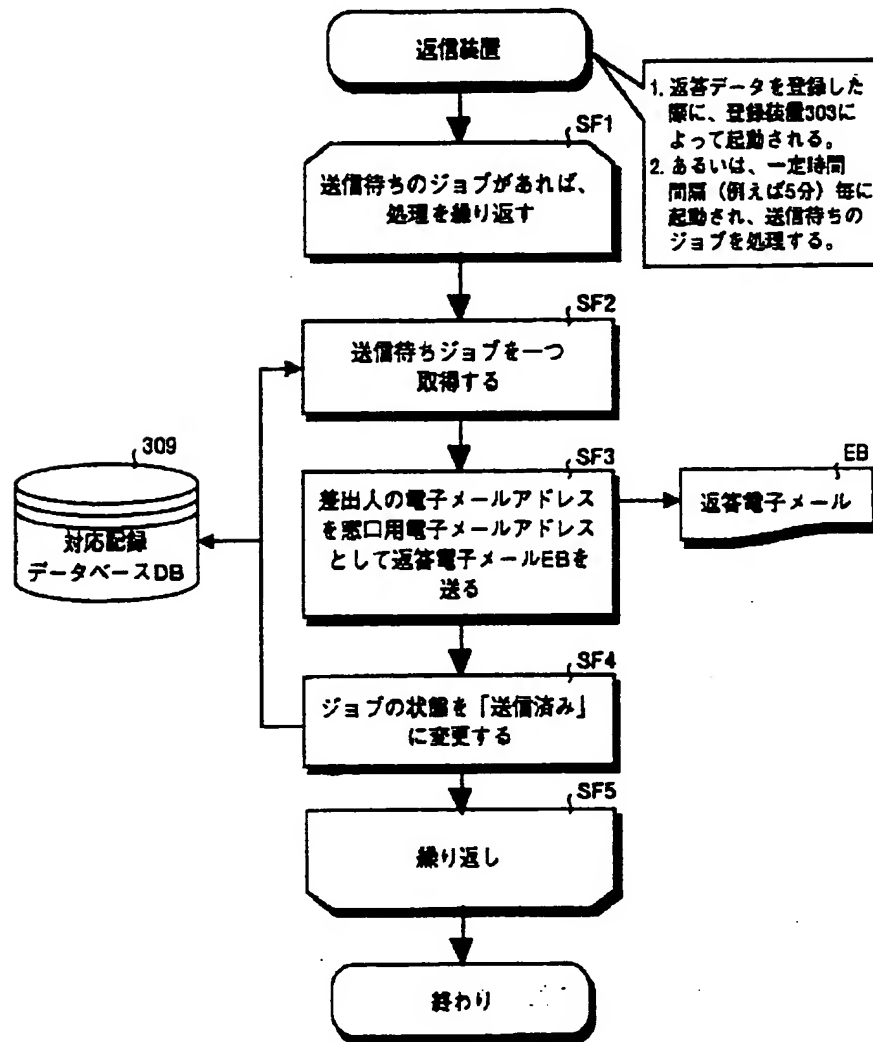 返信装置
1. 返答データを登録した
際に、登録装置303に
よって起動される。
2. あるいは、一定時間
間隔（例えば5分）毎に
起動され、送信待ちの
ジョブを処理する。
SF1
送信待ちのジョブがあれば、
処理を繰り返す
SF2
送信待ちジョブを一つ
取得する
309
対応記録
データベースDB
SF3
差出人の電子メールアドレス
を窓口用電子メールアドレス
として返答電子メールEBを
送る
EB
返答電子メール
SF4
ジョブの状態を「送信済み」
に変更する
SF5
繰り返し
終わり